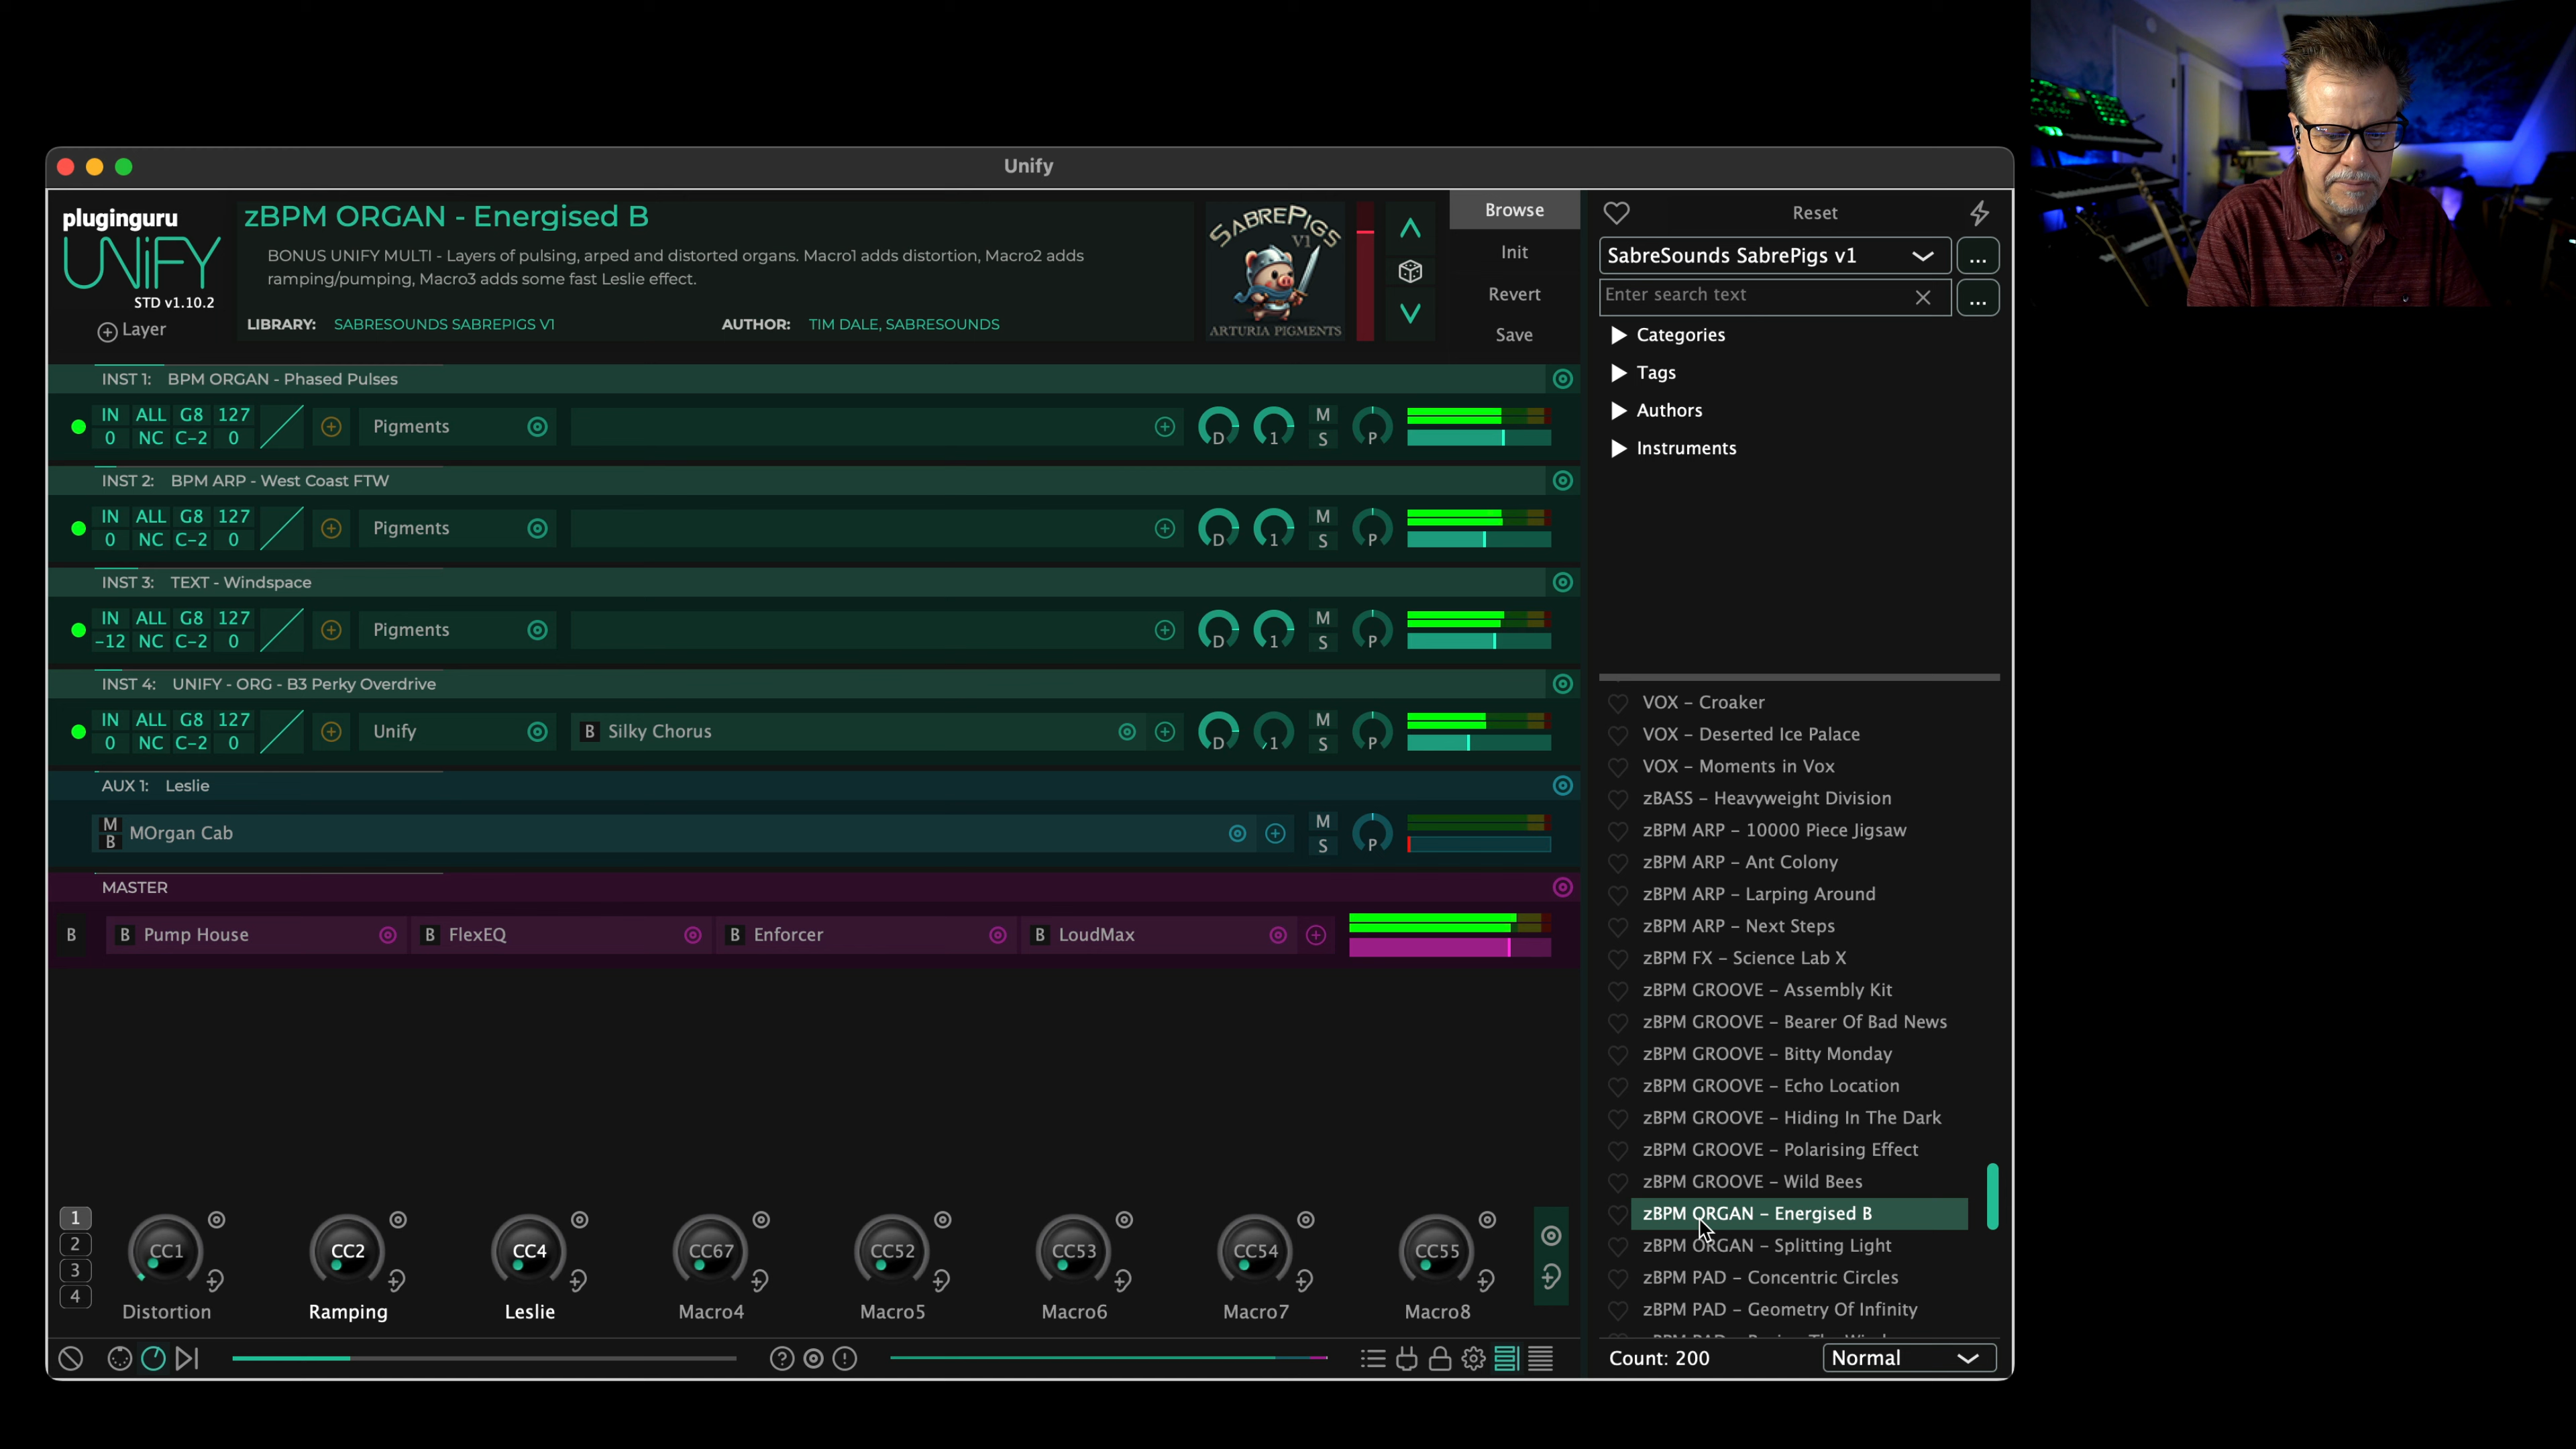 Unify
pluginguru
UNiFY
STD v1.10.2
Layer
zBPM ORGAN - Energised B
BONUS UNIFY MULTI - Layers of pulsing, arped and distorted organs. Macro1 adds distortion, Macro2 adds
ramping/pumping, Macro3 adds some fast Leslie effect.
LIBRARY: SABRESOUNDS SABREPIGS V1 AUTHOR: TIM DALE, SABRESOUNDS
SABREPIGS
V1
ARTURIA PIGMENTS
Browse
Init
Revert
Save
INST 1: BPM ORGAN - Phased Pulses
IN ALL G8 127
0 NC C-2 0
Pigments
D 1 M S P
INST 2: BPM ARP - West Coast FTW
IN ALL G8 127
0 NC C-2 0
Pigments
D 1 M S P
INST 3: TEXT - Windspace
IN ALL G8 127
-12 NC C-2 0
Pigments
D 1 M S P
INST 4: UNIFY - ORG - B3 Perky Overdrive
IN ALL G8 127
0 NC C-2 0
Unify B Silky Chorus
D 1 M S P
AUX 1: Leslie
M B MOrgan Cab M S P
MASTER
B B Pump House B FlexEQ B Enforcer B LoudMax
1
2
3
4
CC1 CC2 CC4 CC67 CC52 CC53 CC54 CC55
Distortion Ramping Leslie Macro4 Macro5 Macro6 Macro7 Macro8
Reset
SabreSounds SabrePigs v1 ...
Enter search text ...
Categories
Tags
Authors
Instruments
VOX – Croaker
VOX – Deserted Ice Palace
VOX – Moments in Vox
zBASS – Heavyweight Division
zBPM ARP – 10000 Piece Jigsaw
zBPM ARP – Ant Colony
zBPM ARP – Larping Around
zBPM ARP – Next Steps
zBPM FX – Science Lab X
zBPM GROOVE – Assembly Kit
zBPM GROOVE – Bearer Of Bad News
zBPM GROOVE – Bitty Monday
zBPM GROOVE – Echo Location
zBPM GROOVE – Hiding In The Dark
zBPM GROOVE – Polarising Effect
zBPM GROOVE – Wild Bees
zBPM ORGAN – Energised B
zBPM ORGAN – Splitting Light
zBPM PAD – Concentric Circles
zBPM PAD – Geometry Of Infinity
Count: 200 Normal